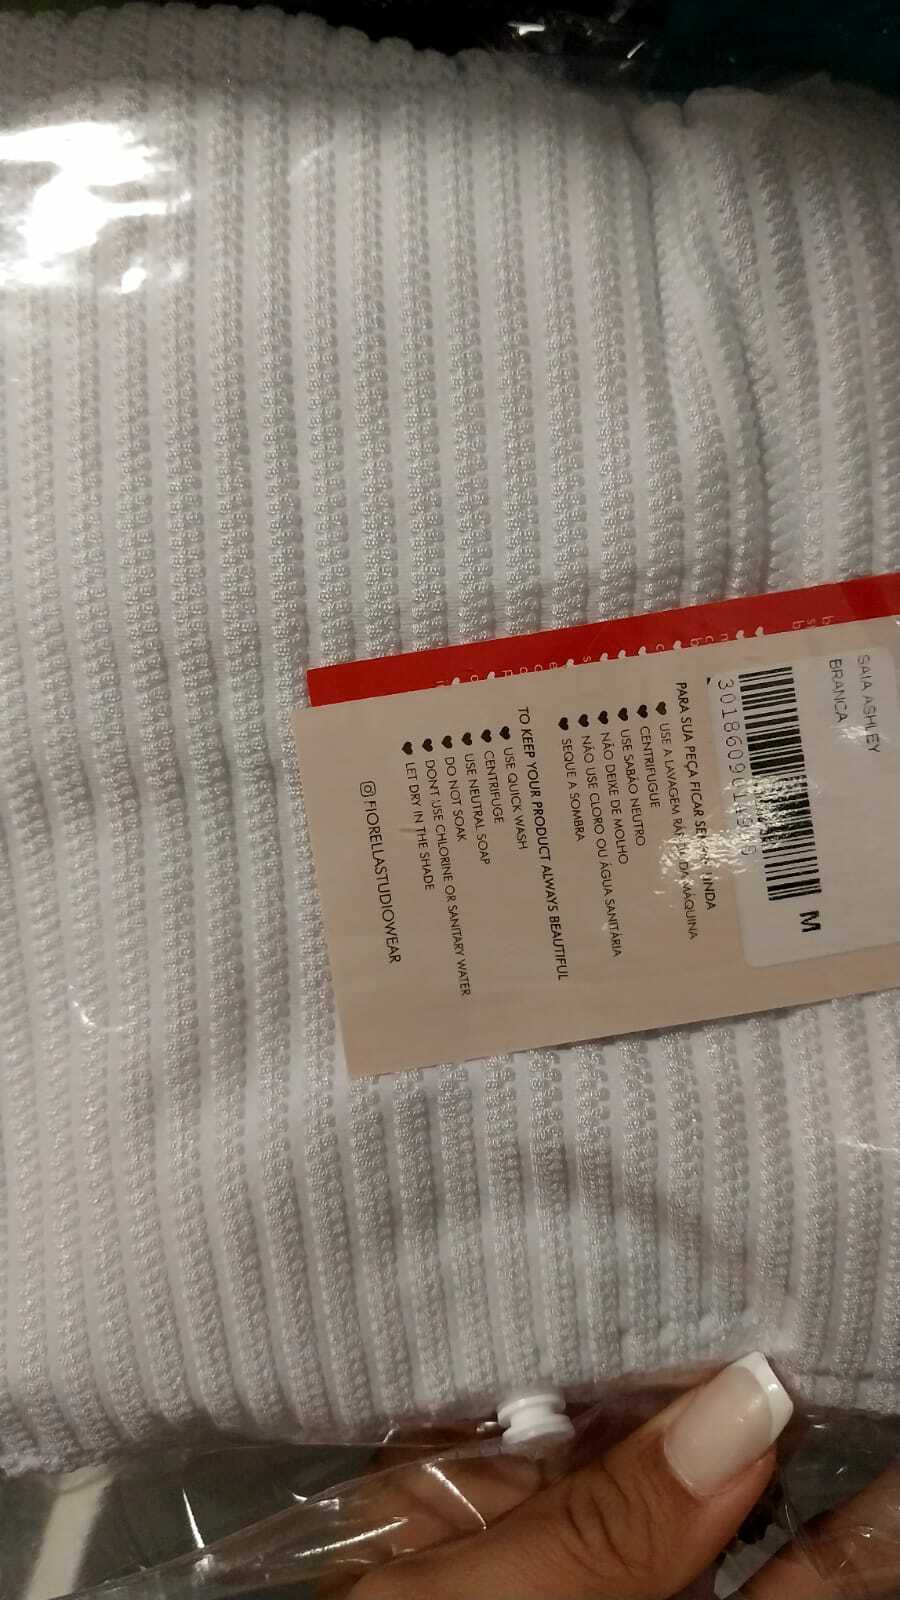 SAIA ASHLEY
BRANCA
M
PARA SUA PEÇA FICAR LINDA
USE A LAVAGEM DA MÁQUINA
CENTRIFUGUE
USE SABÃO NEUTRO
NÃO DEIXE DE MOLHO
NÃO USE CLORO OU ÁGUA SANITÁRIA
SEQUE A SOMBRA
TO KEEP YOUR PRODUCT ALWAYS BEAUTIFUL
USE QUICK WASH
CENTRIFUGE
USE NEUTRAL SOAP
DO NOT SOAK
DONT USE CHLORINE OR SANITARY WATER
LET DRY IN THE SHADE
FIORELLASTUDIOWEAR